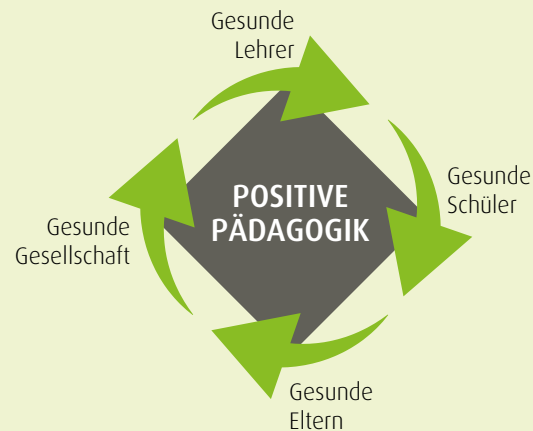 Gesunde
Lehrer
Gesunde
Schüler
POSITIVE
PÄDAGOGIK
Gesunde
Gesellschaft
Gesunde
Eltern